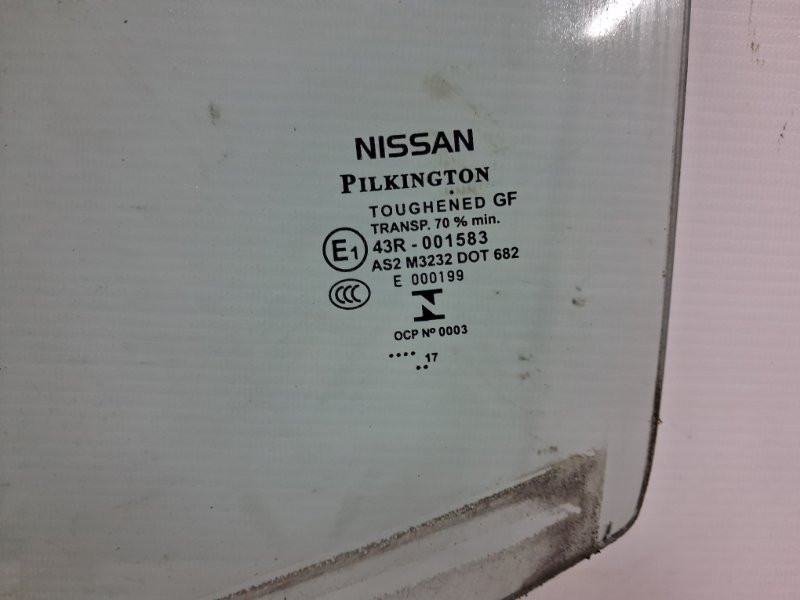 NISSAN
PILKINGTON
TOUGHENED GF
TRANSP. 70 % min.
E1 43R - 001583
AS2 M3232 DOT 682
E 000199
CCC
OCP Nº 0003
.... 17
..